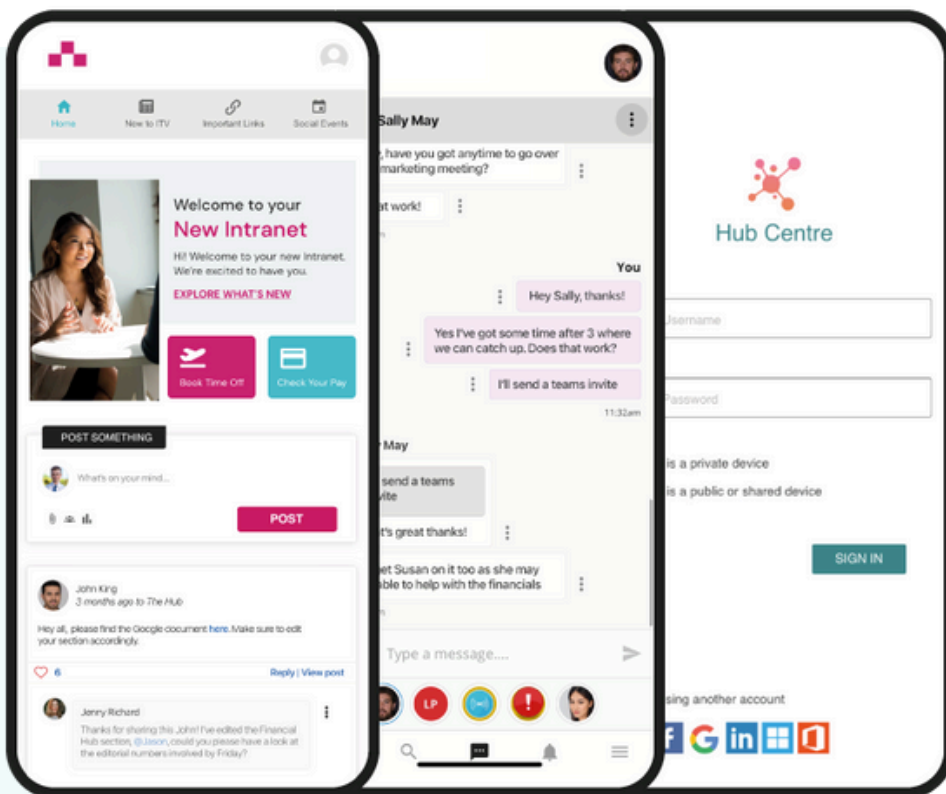 Home
New to ITV
Important Links
Social Events
Welcome to your
New Intranet
Hi! Welcome to your new intranet.
We're excited to have you.
EXPLORE WHAT'S NEW
Book Time Off
Check Your Pay
POST SOMETHING
What's on your mind...
POST
John King
3 months ago to The Hub
Hey all, please find the Google document here. Make sure to edit
your section accordingly.
6
Reply | View post
Jenny Richard
Thanks for sharing this John! I've edited the Financial
Hub section, @Jason, could you please have a look at
the editorial numbers involved by Friday?
Sally May
, have you got anytime to go over
marketing meeting?
at work!
You
Hey Sally, thanks!
Yes I've got some time after 3 where
we can catch up. Does that work?
I'll send a teams invite
11:32am
May
send a teams
vite
t's great thanks!
et Susan on it too as she may
ble to help with the financials
Type a message....
LP
Hub Centre
Username
Password
is a private device
is a public or shared device
SIGN IN
sing another account
f G in